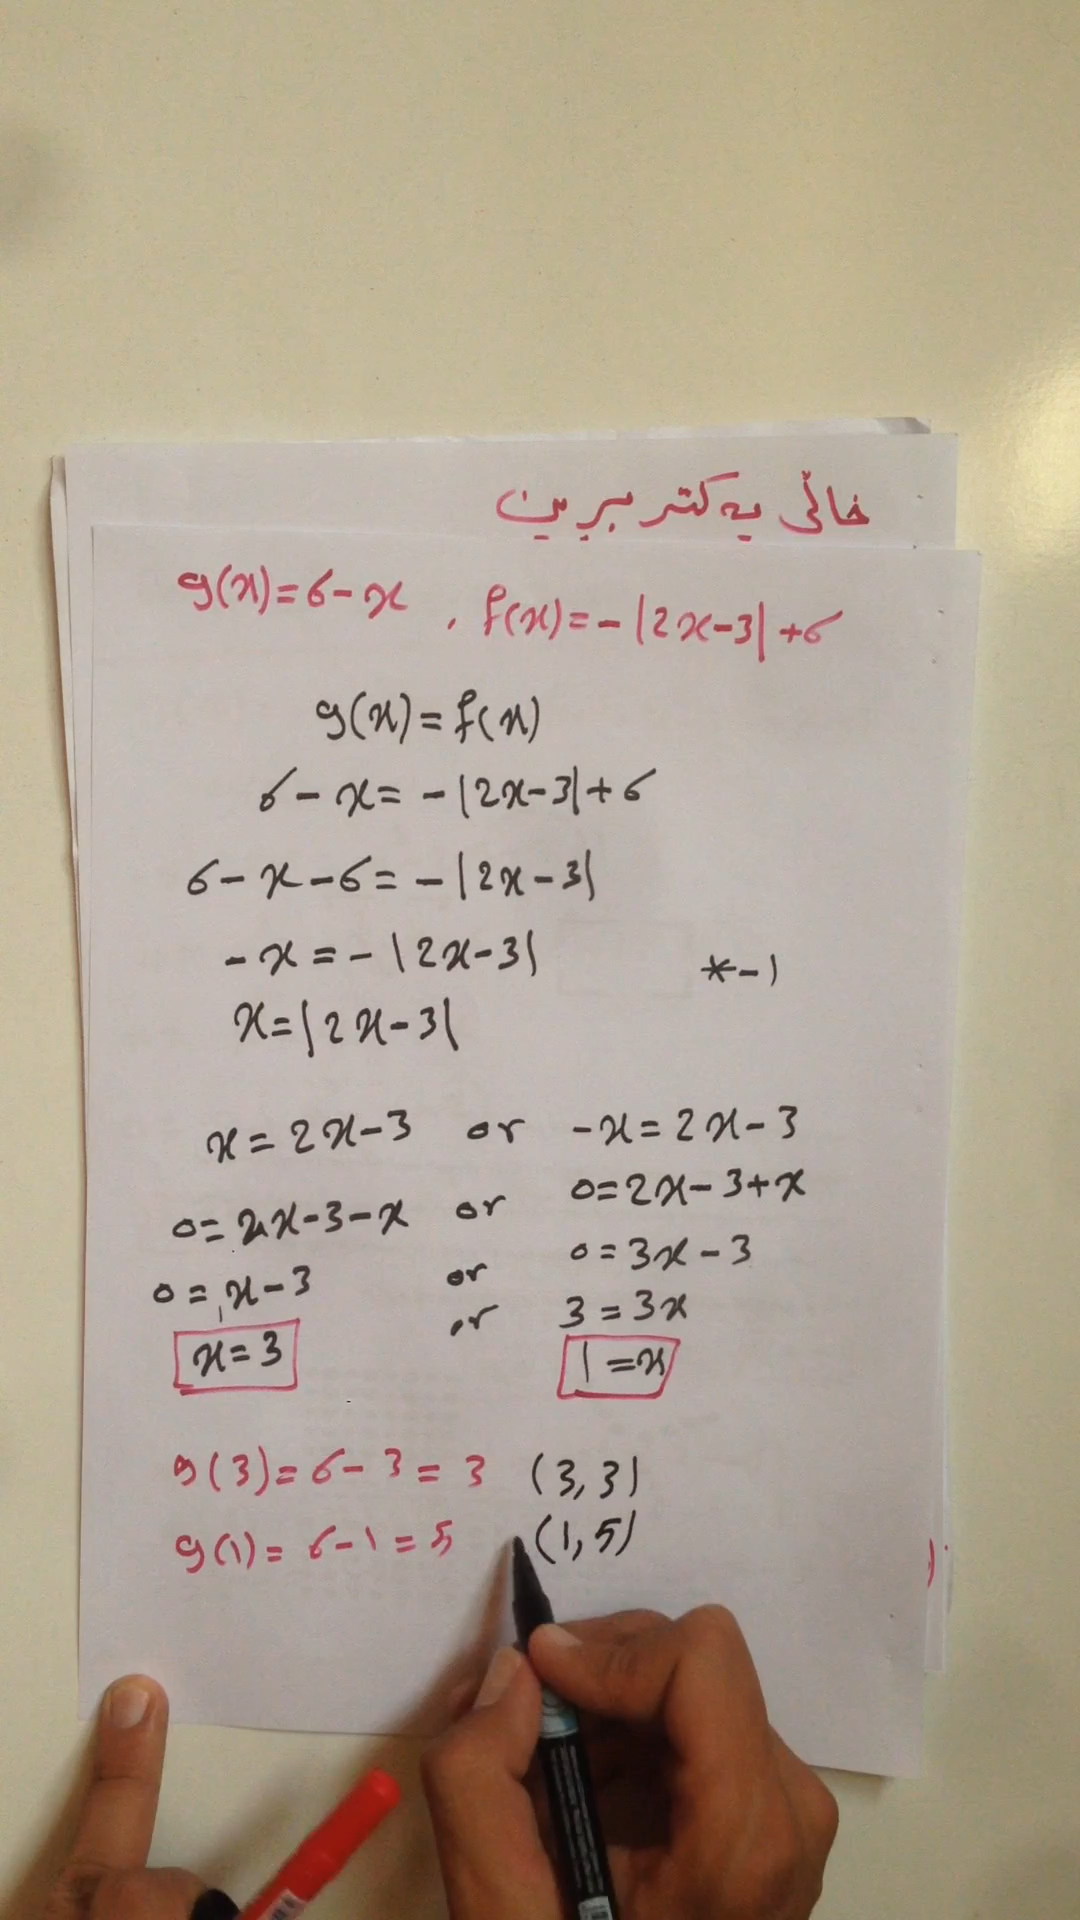 خاڵی یەکتربرین
g(x)=6-x , f(x)=-|2x-3|+6
g(x)=f(x)
6-x=-|2x-3|+6
6-x-6=-|2x-3|
-x=-|2x-3| *-1
x=|2x-3|
x=2x-3 or -x=2x-3
0=2x-3-x or 0=2x-3+x
0=x-3 or 0=3x-3
x=3 or 3=3x
1=x
g(3)=6-3=3 (3,3)
g(1)=6-1=5 (1,5)